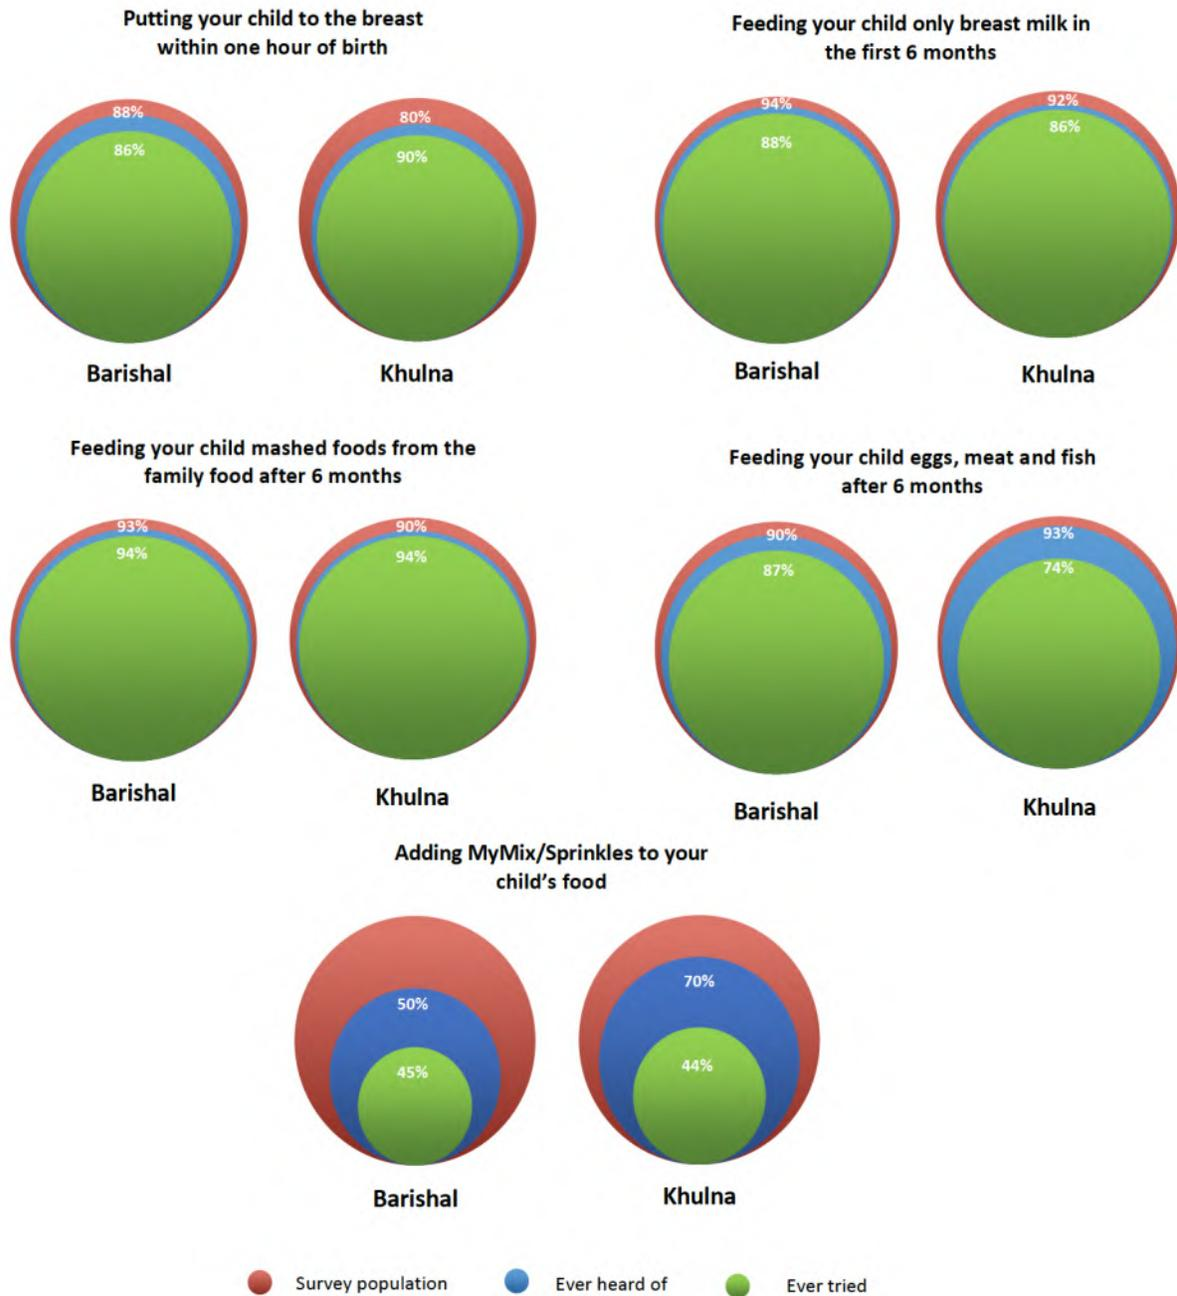 Putting your child to the breast
within one hour of birth
88%
86%
Barishal
80%
90%
Khulna
Feeding your child only breast milk in
the first 6 months
94%
88%
Barishal
92%
86%
Khulna
Feeding your child mashed foods from the
family food after 6 months
93%
94%
Barishal
90%
94%
Khulna
Feeding your child eggs, meat and fish
after 6 months
90%
87%
Barishal
93%
74%
Khulna
Adding MyMix/Sprinkles to your
child's food
50%
45%
Barishal
70%
44%
Khulna
Survey population
Ever heard of
Ever tried